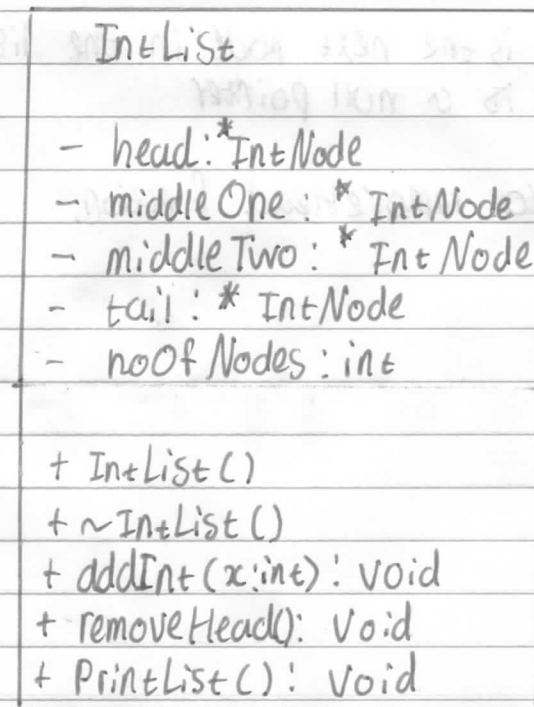 IntList
- head: *IntNode
- middleOne: * IntNode
- middleTwo: * IntNode
- tail: * IntNode
- noOfNodes: int
+ IntList()
+ ~IntList()
+ addInt(x:int): void
+ removeHead(): Void
+ PrintList(): Void